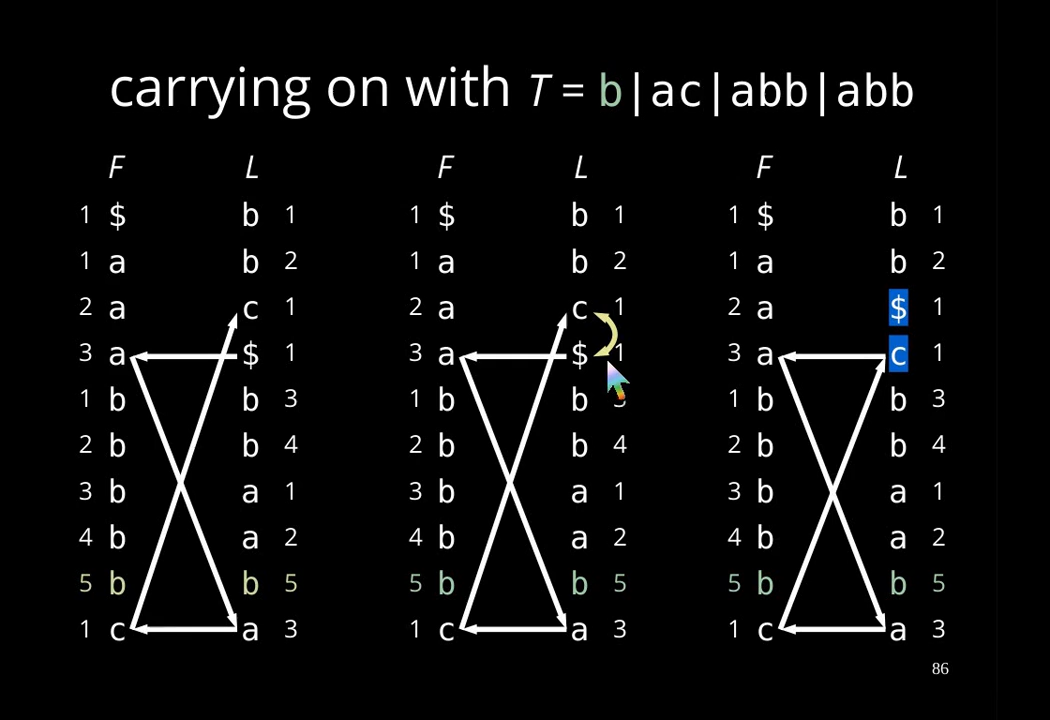 carrying on with T = b|ac|abb|abb
F L F L F L
1 $ b 1 1 $ b 1 1 $ b 1
1 a b 2 1 a b 2 1 a b 2
2 a c 1 2 a c 1 2 a $ 1
3 a $ 1 3 a $ 1 3 a c 1
1 b b 3 1 b b 3 1 b b 3
2 b b 4 2 b b 4 2 b b 4
3 b a 1 3 b a 1 3 b a 1
4 b a 2 4 b a 2 4 b a 2
5 b b 5 5 b b 5 5 b b 5
1 c a 3 1 c a 3 1 c a 3
86